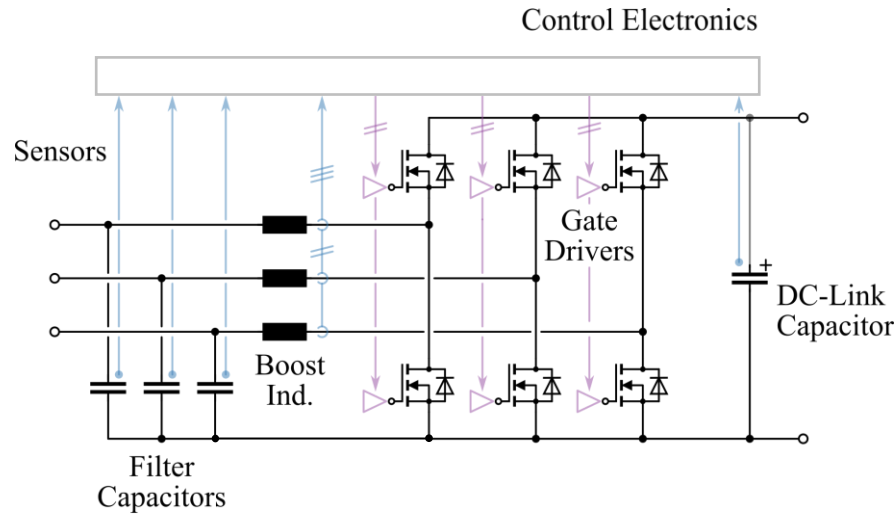 Control Electronics
Sensors
Gate
Drivers
+
DC-Link
Capacitor
Boost
Ind.
Filter
Capacitors